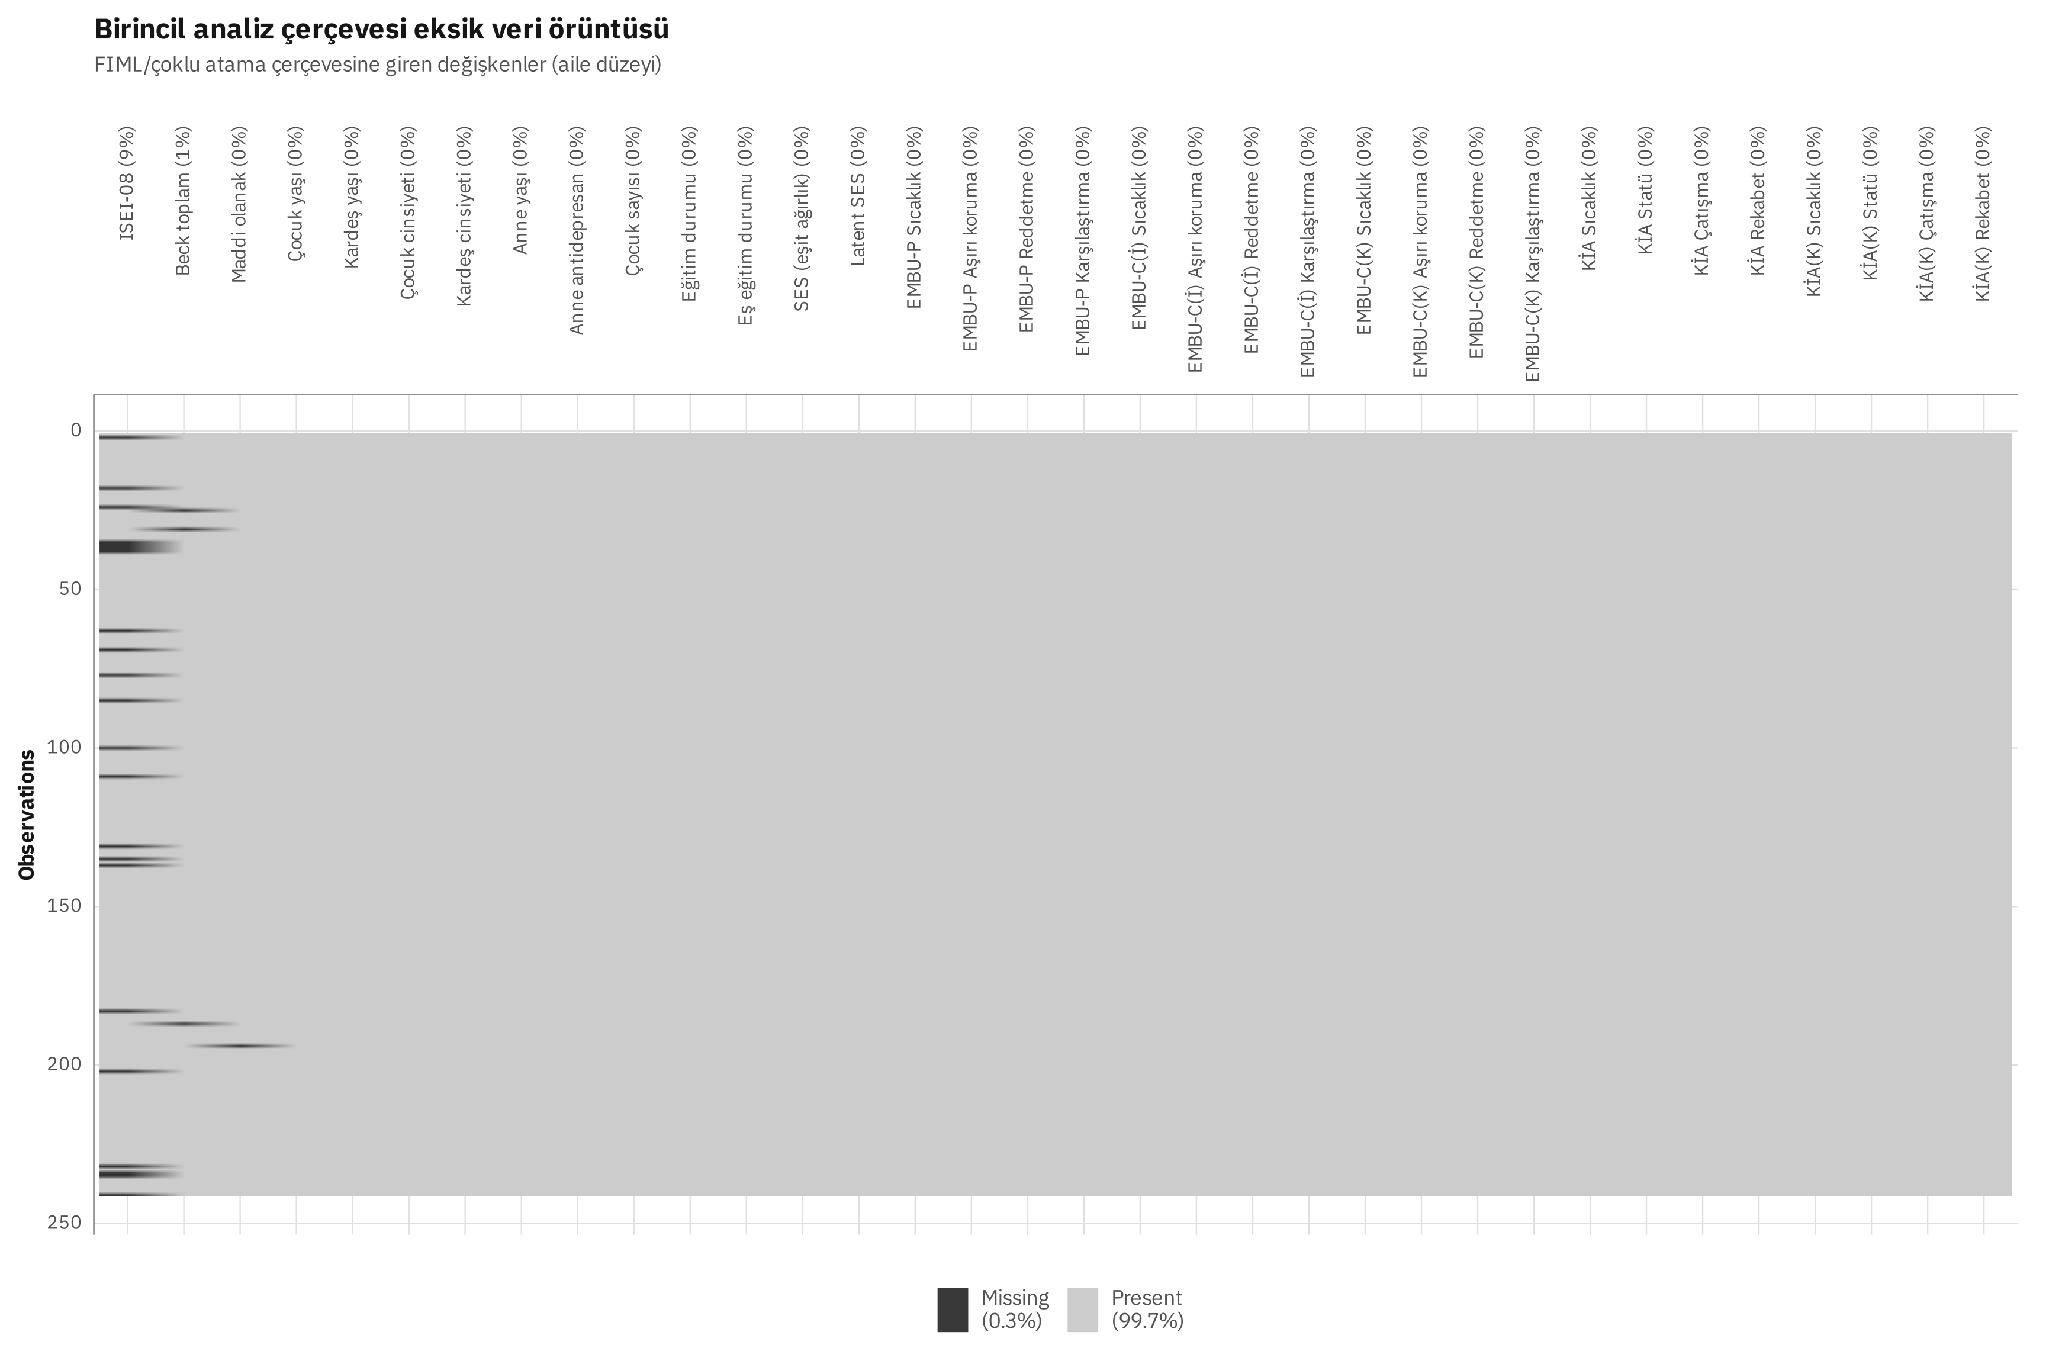 Birincil analiz çerçevesi eksik veri örüntüsü
FIML/çoklu atama çerçevesine giren değişkenler (aile düzeyi)
ISEI-08 (9%)
Beck toplam (1%)
Maddi olanak (0%)
Çocuk yaşı (0%)
Kardeş yaşı (0%)
Çocuk cinsiyeti (0%)
Kardeş cinsiyeti (0%)
Anne yaşı (0%)
Anne antidepresan (0%)
Çocuk sayısı (0%)
Eğitim durumu (0%)
Eş eğitim durumu (0%)
SES (eşit ağırlık) (0%)
Latent SES (0%)
EMBU-P Sıcaklık (0%)
EMBU-P Aşırı koruma (0%)
EMBU-P Reddetme (0%)
EMBU-P Karşılaştırma (0%)
EMBU-C(İ) Sıcaklık (0%)
EMBU-C(İ) Aşırı koruma (0%)
EMBU-C(İ) Reddetme (0%)
EMBU-C(İ) Karşılaştırma (0%)
EMBU-C(K) Sıcaklık (0%)
EMBU-C(K) Aşırı koruma (0%)
EMBU-C(K) Reddetme (0%)
EMBU-C(K) Karşılaştırma (0%)
KİA Sıcaklık (0%)
KİA Statü (0%)
KİA Çatışma (0%)
KİA Rekabet (0%)
KİA(K) Sıcaklık (0%)
KİA(K) Statü (0%)
KİA(K) Çatışma (0%)
KİA(K) Rekabet (0%)
0
50
100
150
200
250
Observations
Missing
(0.3%)
Present
(99.7%)